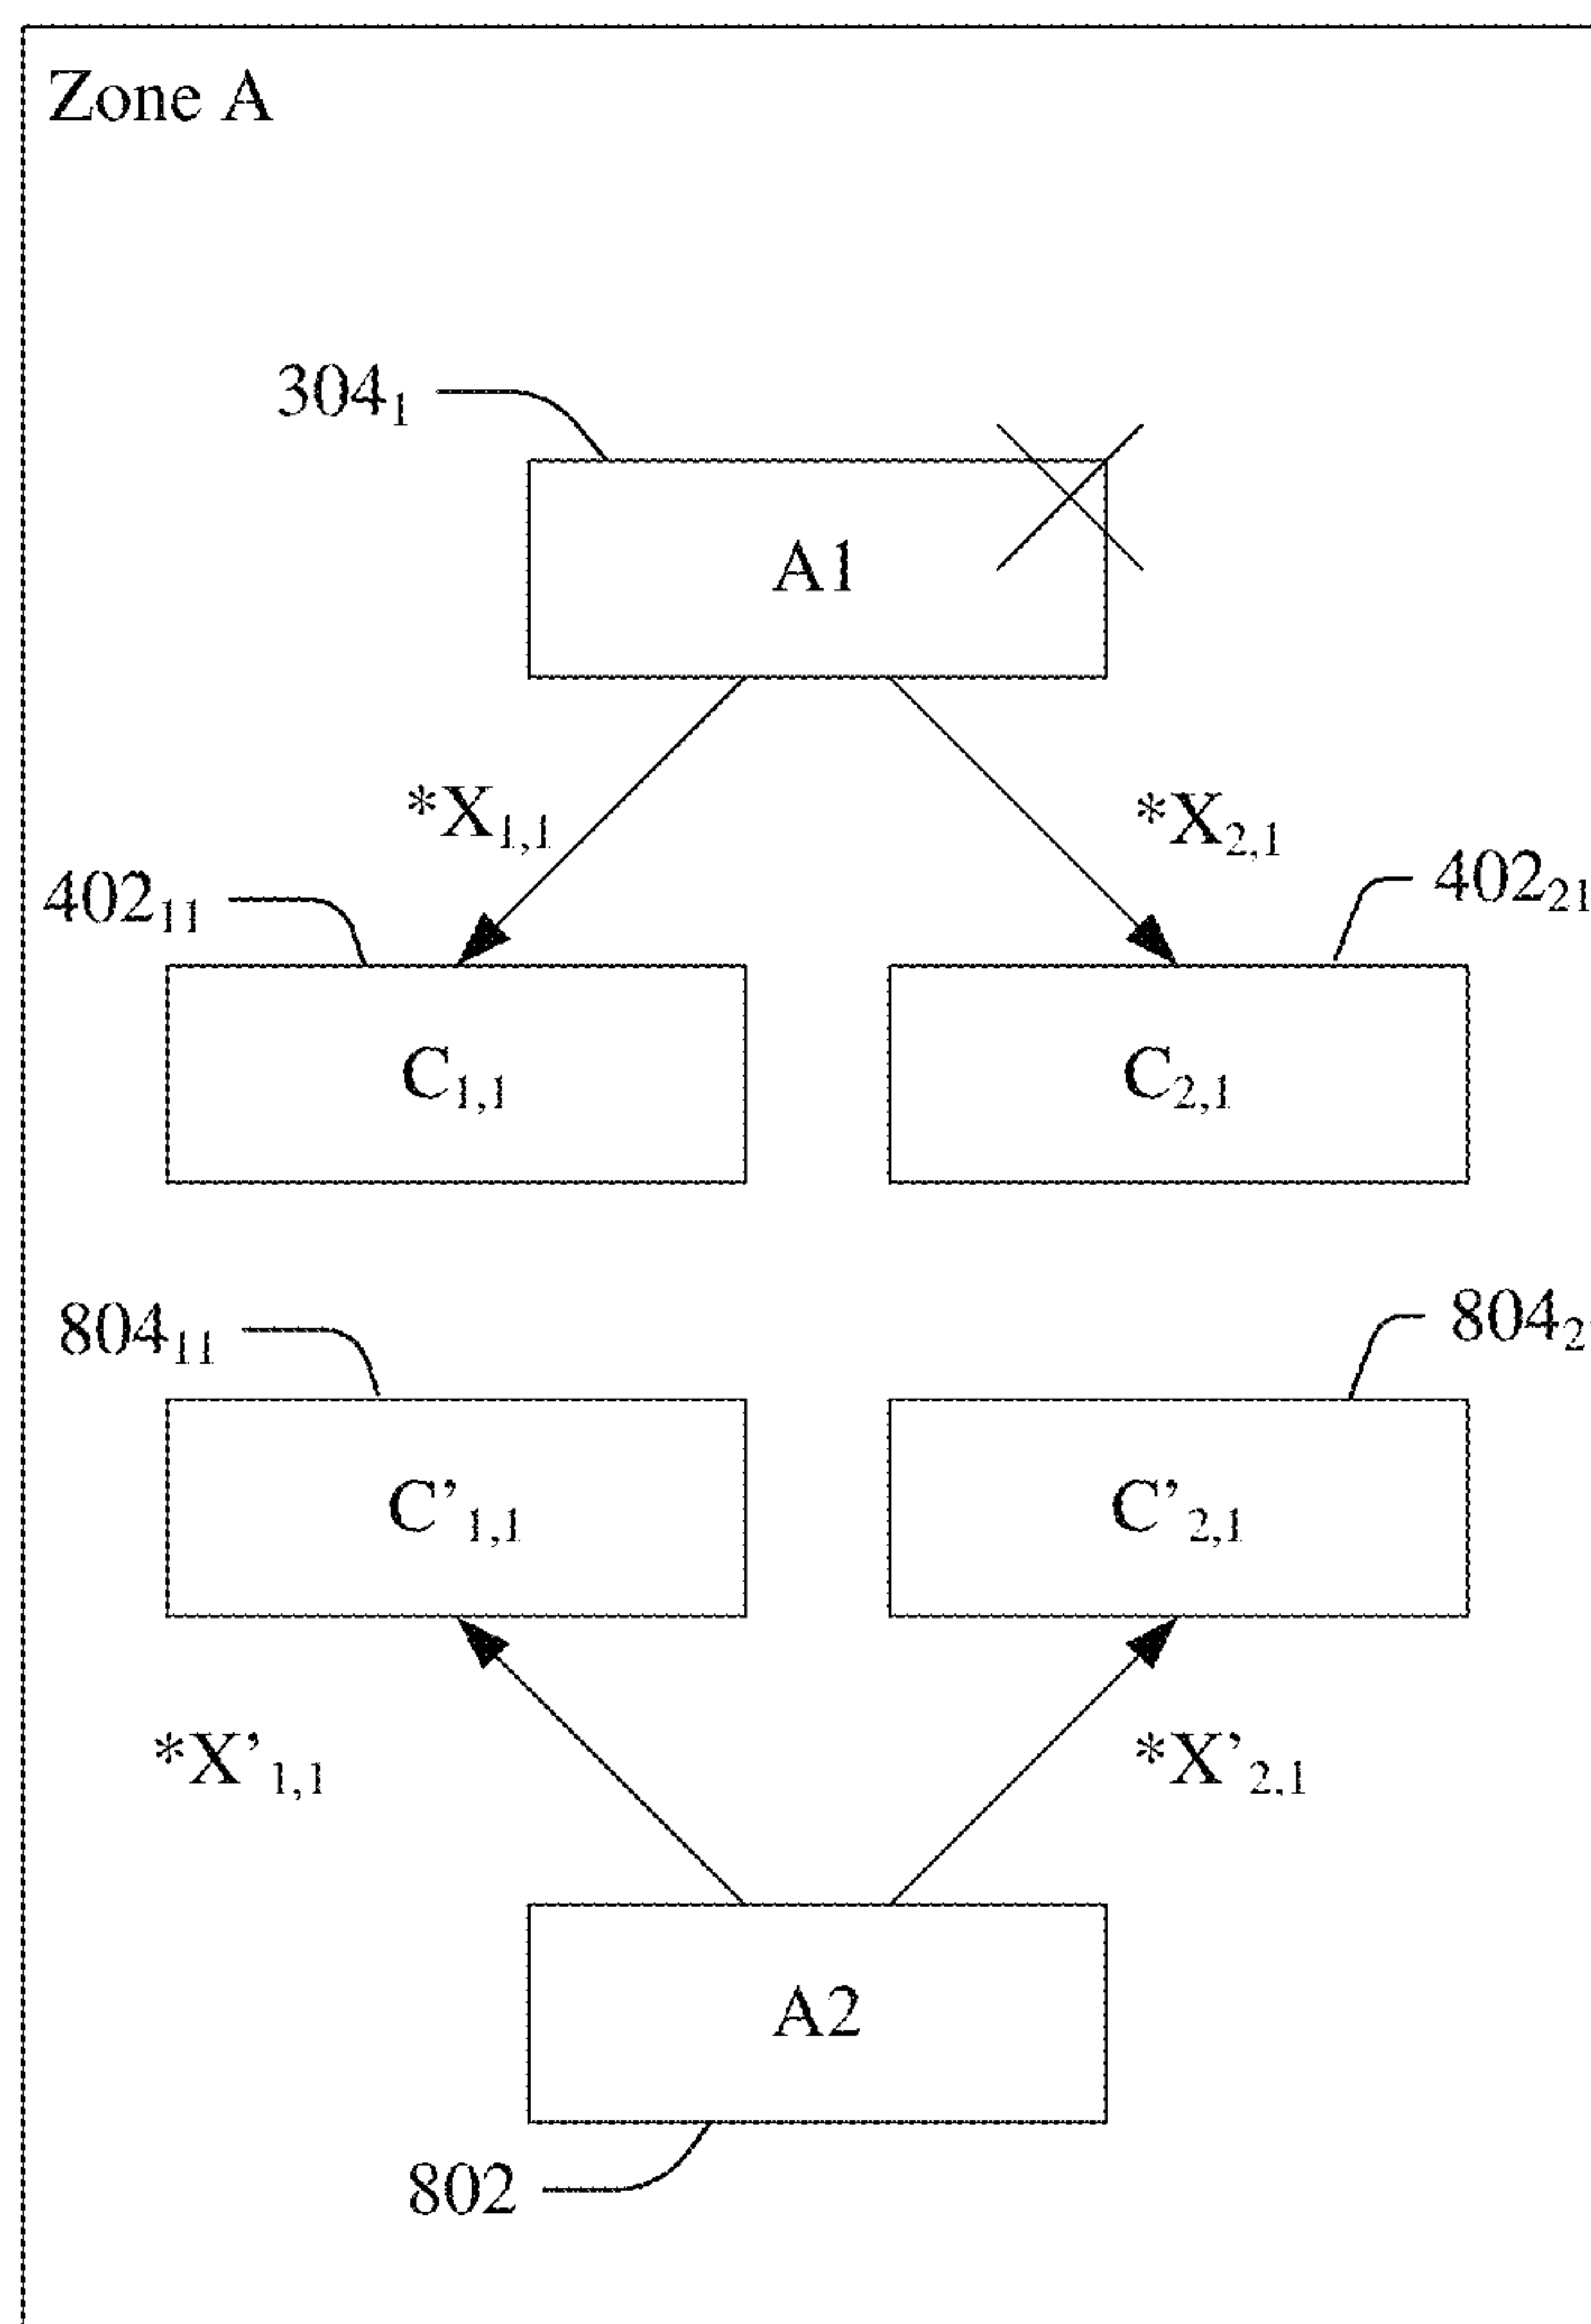 Zone A
304₁
A1
*X₁,₁
*X₂,₁
402₁₁
402₂₁
C₁,₁
C₂,₁
804₁₁
804₂
C’₁,₁
C’₂,₁
*X’₁,₁
*X’₂,₁
A2
802